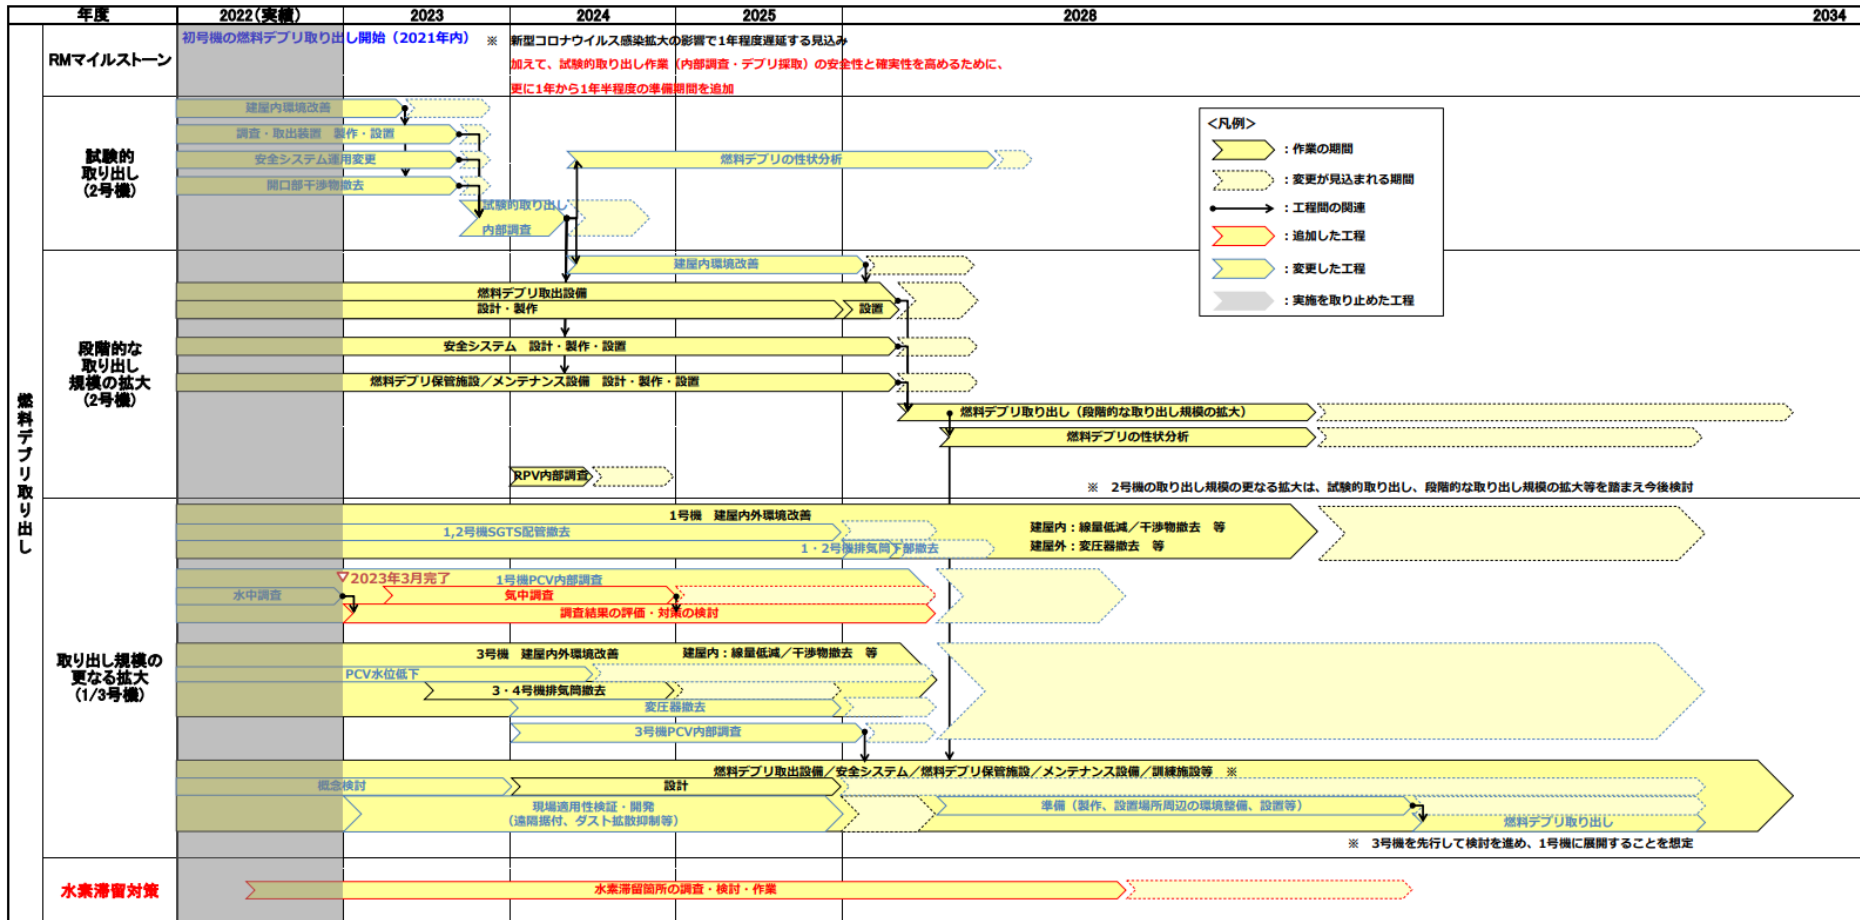 年度
2022(実績)
2023
2024
2025
2028
2034
燃料デブリ取り出し
RMマイルストーン
初号機の燃料デブリ取り出し開始（2021年内）
※　新型コロナウイルス感染拡大の影響で1年程度遅延する見込み
加えて、試験的取り出し作業（内部調査・デブリ採取）の安全性と確実性を高めるために、
更に1年から1年半程度の準備期間を追加
試験的
取り出し
(2号機)
建屋内環境改善
調査・取出装置　製作・設置
安全システム運用変更
開口部干渉物撤去
試験的取り出し
内部調査
燃料デブリの性状分析
＜凡例＞
：作業の期間
：変更が見込まれる期間
：工程間の関連
：追加した工程
：変更した工程
：実施を取り止めた工程
段階的な
取り出し
規模の拡大
(2号機)
建屋内環境改善
燃料デブリ取出設備
設計・製作
設置
安全システム　設計・製作・設置
燃料デブリ保管施設／メンテナンス設備　設計・製作・設置
燃料デブリ取り出し（段階的な取り出し規模の拡大）
燃料デブリの性状分析
RPV内部調査
※　2号機の取り出し規模の更なる拡大は、試験的取り出し、段階的な取り出し規模の拡大等を踏まえ今後検討
取り出し規模の
更なる拡大
(1/3号機)
1号機　建屋内外環境改善
1,2号機SGTS配管撤去
建屋内：線量低減／干渉物撤去　等
1・2号機排気筒下部撤去
建屋外：変圧器撤去　等
▽2023年3月完了
1号機PCV内部調査
水中調査
気中調査
調査結果の評価・対策の検討
3号機　建屋内外環境改善
建屋内：線量低減／干渉物撤去　等
PCV水位低下
3・4号機排気筒撤去
変圧器撤去
3号機PCV内部調査
燃料デブリ取出設備／安全システム／燃料デブリ保管施設／メンテナンス設備／訓練施設等　※
概念検討
設計
現場適用性検証・開発
（遠隔据付、ダスト拡散抑制等）
準備（製作、設置場所周辺の環境整備、設置等）
燃料デブリ取り出し
※　3号機を先行して検討を進め、1号機に展開することを想定
水素滞留対策
水素滞留箇所の調査・検討・作業